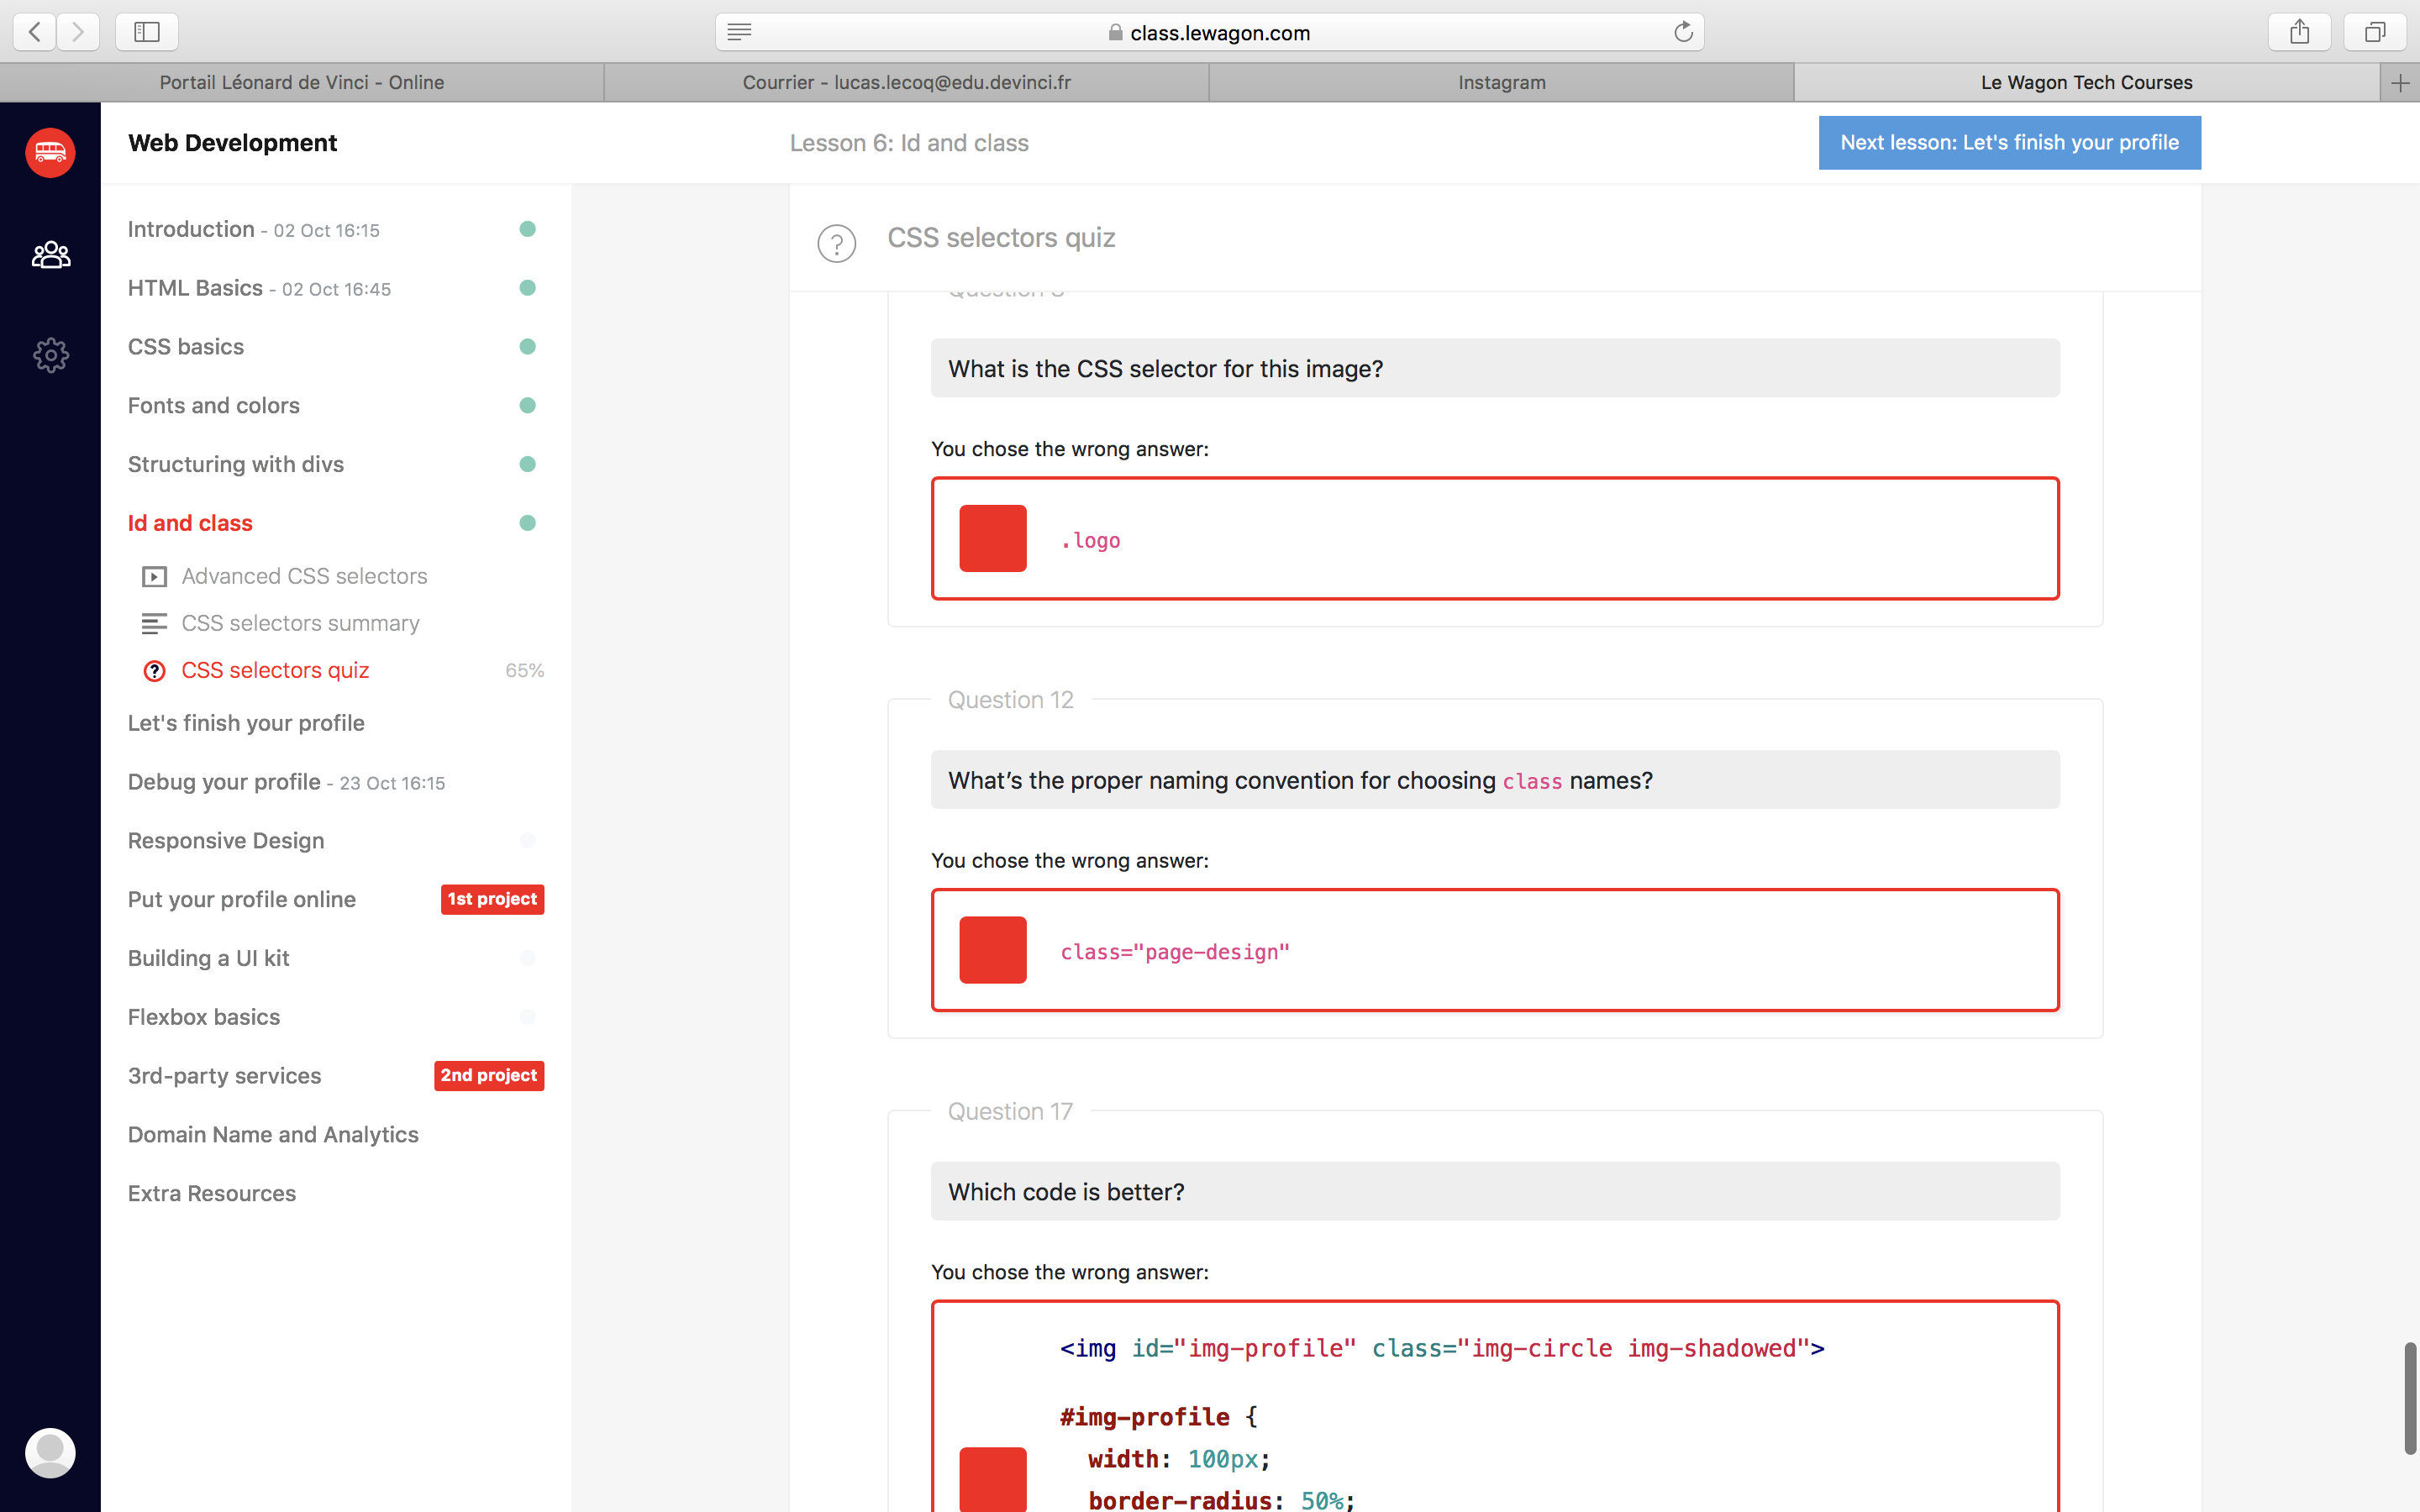 class.lewagon.com
Portail Léonard de Vinci - Online
Courrier - lucas.lecoq@edu.devinci.fr
Instagram
Le Wagon Tech Courses
Web Development
Lesson 6: Id and class
Next lesson: Let's finish your profile
Introduction - 02 Oct 16:15
HTML Basics - 02 Oct 16:45
CSS basics
Fonts and colors
Structuring with divs
Id and class
Advanced CSS selectors
CSS selectors summary
CSS selectors quiz 65%
Let's finish your profile
Debug your profile - 23 Oct 16:15
Responsive Design
Put your profile online 1st project
Building a UI kit
Flexbox basics
3rd-party services 2nd project
Domain Name and Analytics
Extra Resources
CSS selectors quiz
Question
What is the CSS selector for this image?
You chose the wrong answer:
.logo
Question 12
What’s the proper naming convention for choosing class names?
You chose the wrong answer:
class="page-design"
Question 17
Which code is better?
You chose the wrong answer:
<img id="img-profile" class="img-circle img-shadowed">
#img-profile {
width: 100px;
border-radius: 50%;